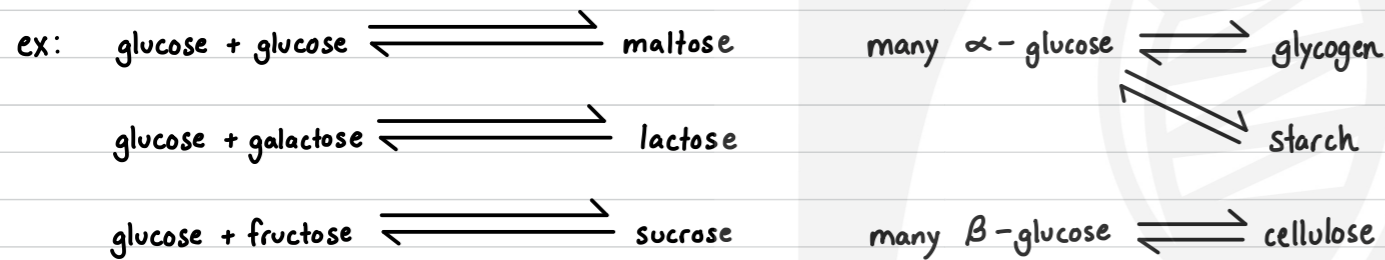 ex: glucose + glucose ⇌ maltose many α-glucose ⇌ glycogen
glucose + galactose ⇌ lactose ⇌ starch
glucose + fructose ⇌ sucrose many β-glucose ⇌ cellulose